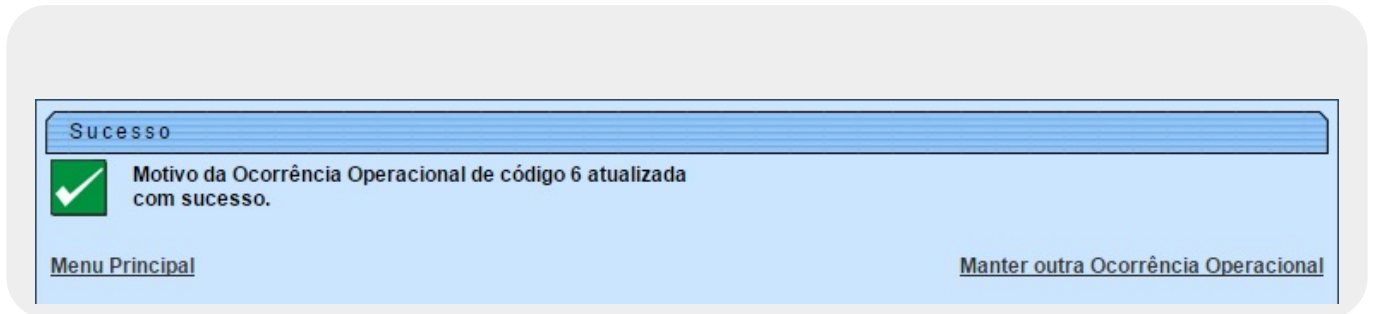 Sucesso
Motivo da Ocorrência Operacional de código 6 atualizada
com sucesso.
Menu Principal
Manter outra Ocorrência Operacional